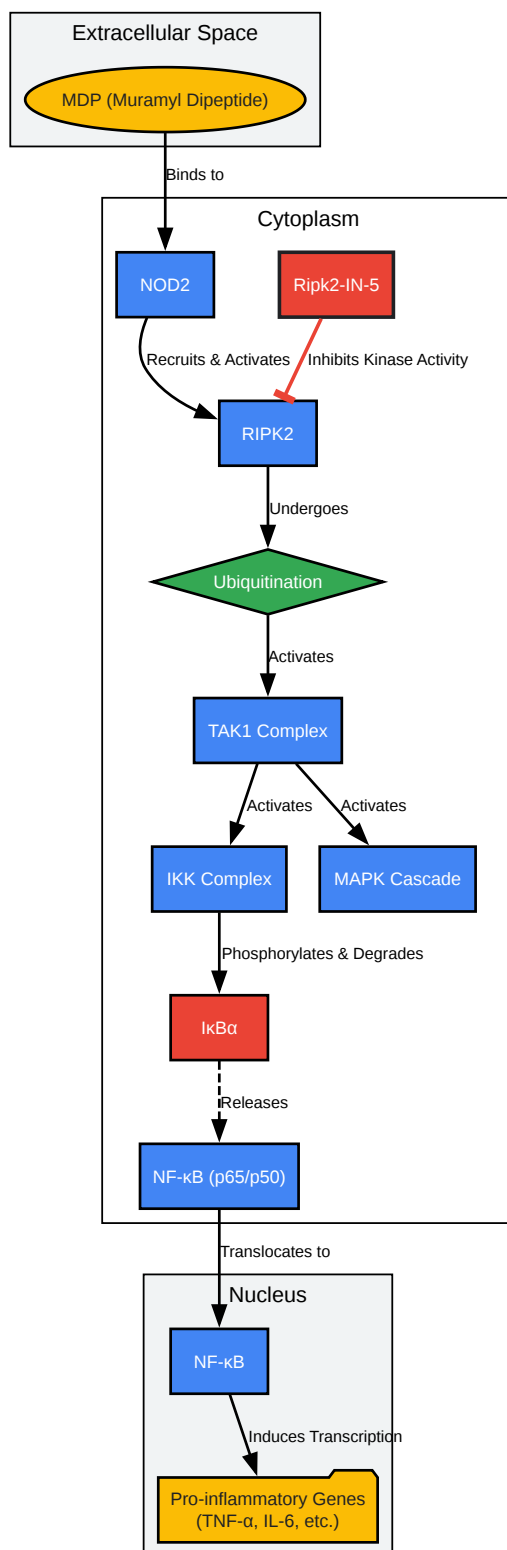 Extracellular Space
MDP (Muramyl Dipeptide)
Binds to
Cytoplasm
NOD2
Ripk2-IN-5
Recruits & Activates
Inhibits Kinase Activity
RIPK2
Undergoes
Ubiquitination
Activates
TAK1 Complex
Activates
Activates
IKK Complex
MAPK Cascade
Phosphorylates & Degrades
IκBα
Releases
NF-κB (p65/p50)
Translocates to
Nucleus
NF-κB
Induces Transcription
Pro-inflammatory Genes
(TNF-α, IL-6, etc.)